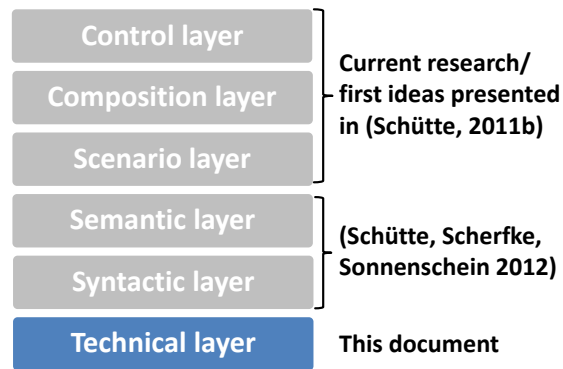 Control layer
Composition layer
Scenario layer
Current research/
first ideas presented
in (Schütte, 2011b)
Semantic layer
Syntactic layer
(Schütte, Scherfke,
Sonnenschein 2012)
Technical layer
This document